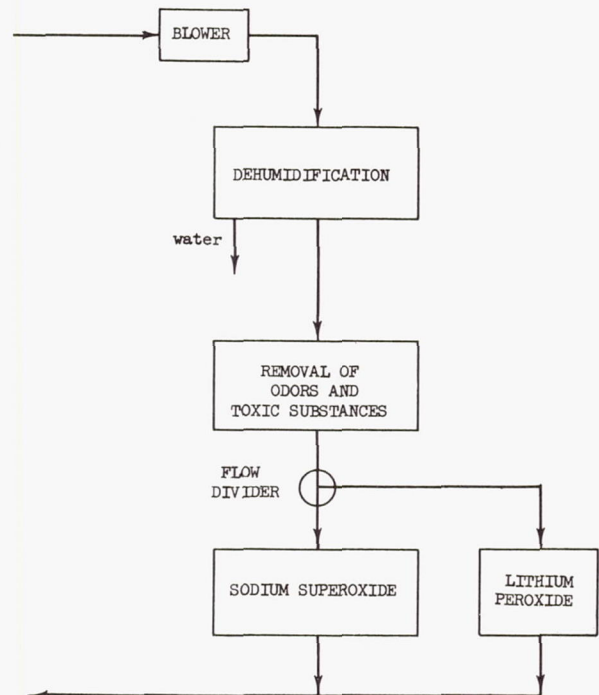 BLOWER
DEHUMIDIFICATION
water
REMOVAL OF
ODORS AND
TOXIC SUBSTANCES
FLOW
DIVIDER
SODIUM SUPEROXIDE
LITHIUM
PEROXIDE